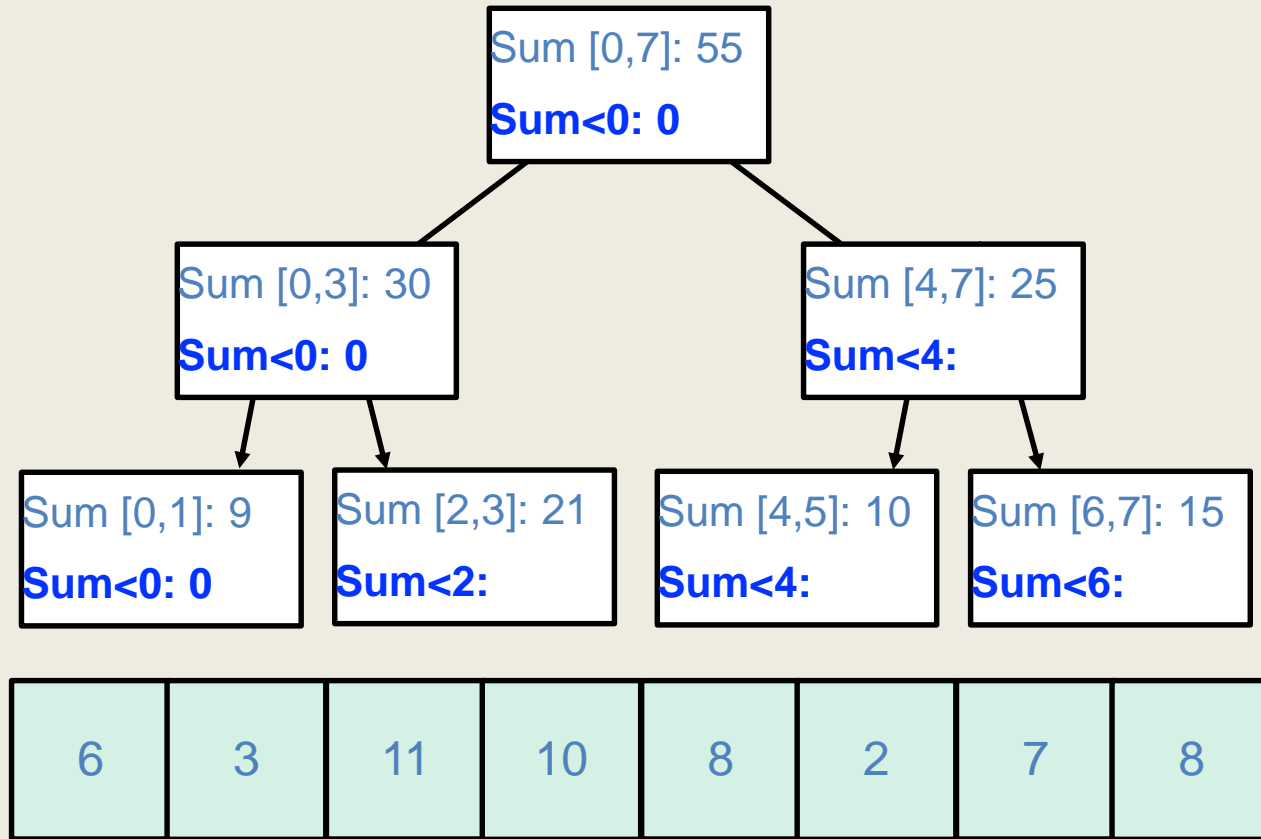 Sum [0,7]: 55
Sum<0: 0
Sum [0,3]: 30
Sum<0: 0
Sum [4,7]: 25
Sum<4:
Sum [0,1]: 9
Sum<0: 0
Sum [2,3]: 21
Sum<2:
Sum [4,5]: 10
Sum<4:
Sum [6,7]: 15
Sum<6:
6 3 11 10 8 2 7 8